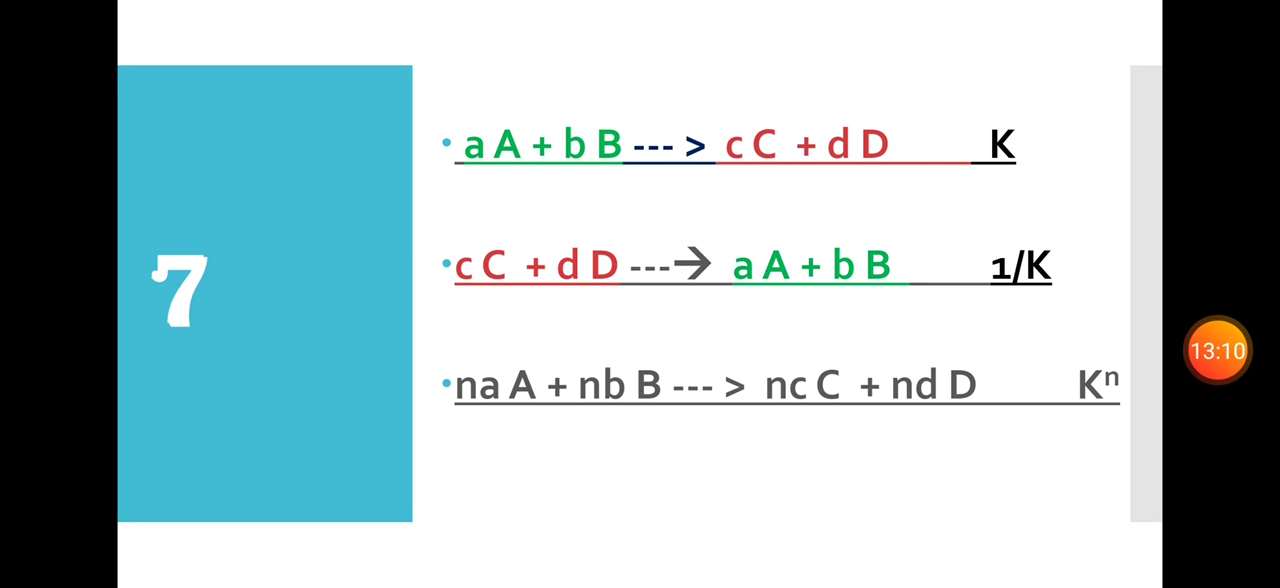 7
• a A + b B --- > c C + d D K
• c C + d D ---→ a A + b B 1/K
• na A + nb B --- > nc C + nd D Kⁿ
13:10